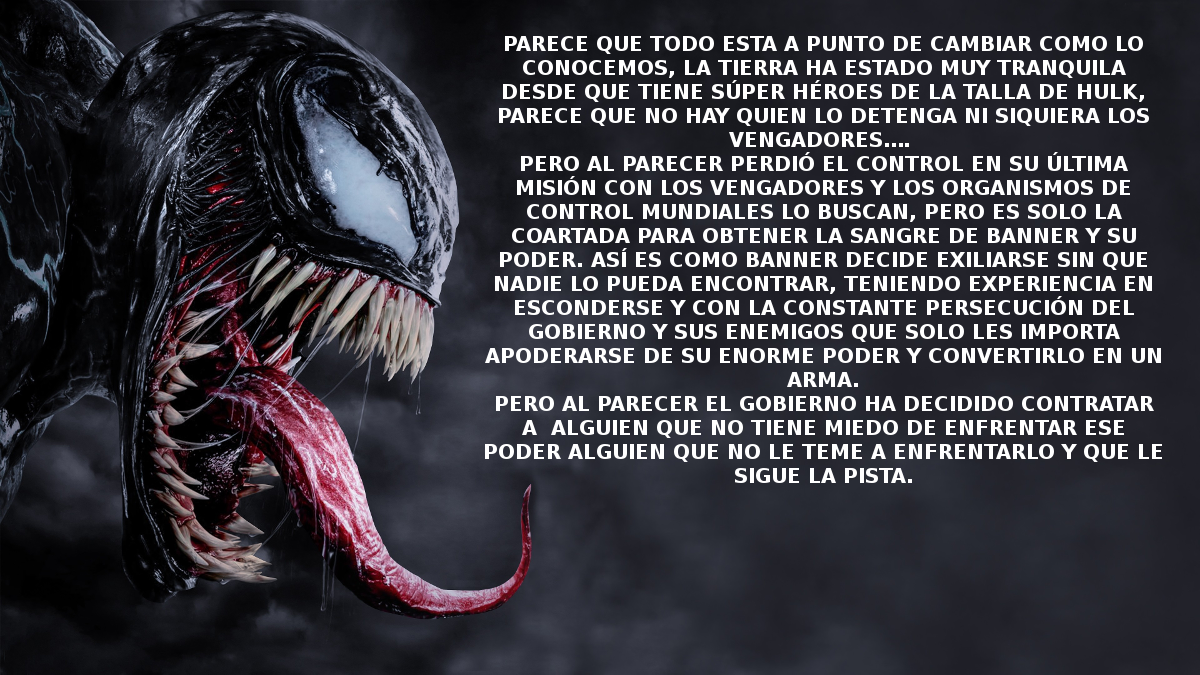 PARECE QUE TODO ESTA A PUNTO DE CAMBIAR COMO LO
CONOCEMOS, LA TIERRA HA ESTADO MUY TRANQUILA
DESDE QUE TIENE SÚPER HÉROES DE LA TALLA DE HULK,
PARECE QUE NO HAY QUIEN LO DETENGA NI SIQUIERA LOS
VENGADORES....
PERO AL PARECER PERDIÓ EL CONTROL EN SU ÚLTIMA
MISIÓN CON LOS VENGADORES Y LOS ORGANISMOS DE
CONTROL MUNDIALES LO BUSCAN, PERO ES SOLO LA
COARTADA PARA OBTENER LA SANGRE DE BANNER Y SU
PODER. ASÍ ES COMO BANNER DECIDE EXILIARSE SIN QUE
NADIE LO PUEDA ENCONTRAR, TENIENDO EXPERIENCIA EN
ESCONDERSE Y CON LA CONSTANTE PERSECUCIÓN DEL
GOBIERNO Y SUS ENEMIGOS QUE SOLO LES IMPORTA
APODERARSE DE SU ENORME PODER Y CONVERTIRLO EN UN
ARMA.
PERO AL PARECER EL GOBIERNO HA DECIDIDO CONTRATAR
A  ALGUIEN QUE NO TIENE MIEDO DE ENFRENTAR ESE
PODER ALGUIEN QUE NO LE TEME A ENFRENTARLO Y QUE LE
SIGUE LA PISTA.